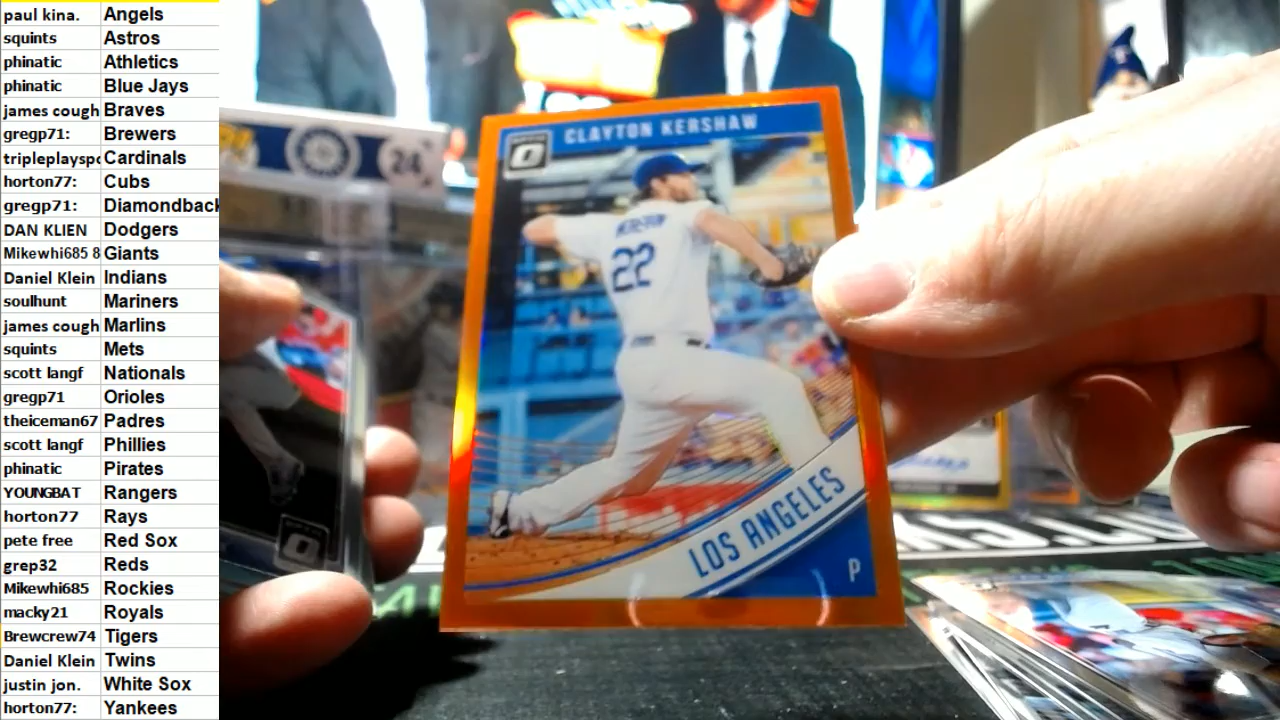 paul kina. Angels
squints Astros
phinatic Athletics
phinatic Blue Jays
james cough Braves
gregp71: Brewers
tripleplayspo Cardinals
horton77: Cubs
gregp71: Diamondback
DAN KLIEN Dodgers
Mikewhi685 8 Giants
Daniel Klein Indians
soulhunt Mariners
james cough Marlins
squints Mets
scott langf Nationals
gregp71 Orioles
theiceman67 Padres
scott langf Phillies
phinatic Pirates
YOUNGBAT Rangers
horton77 Rays
pete free Red Sox
grep32 Reds
Mikewhi685 Rockies
macky21 Royals
Brewcrew74 Tigers
Daniel Klein Twins
justin jon. White Sox
horton77: Yankees
24
CLAYTON KERSHAW
KERSHAW
22
LOS ANGELES
P